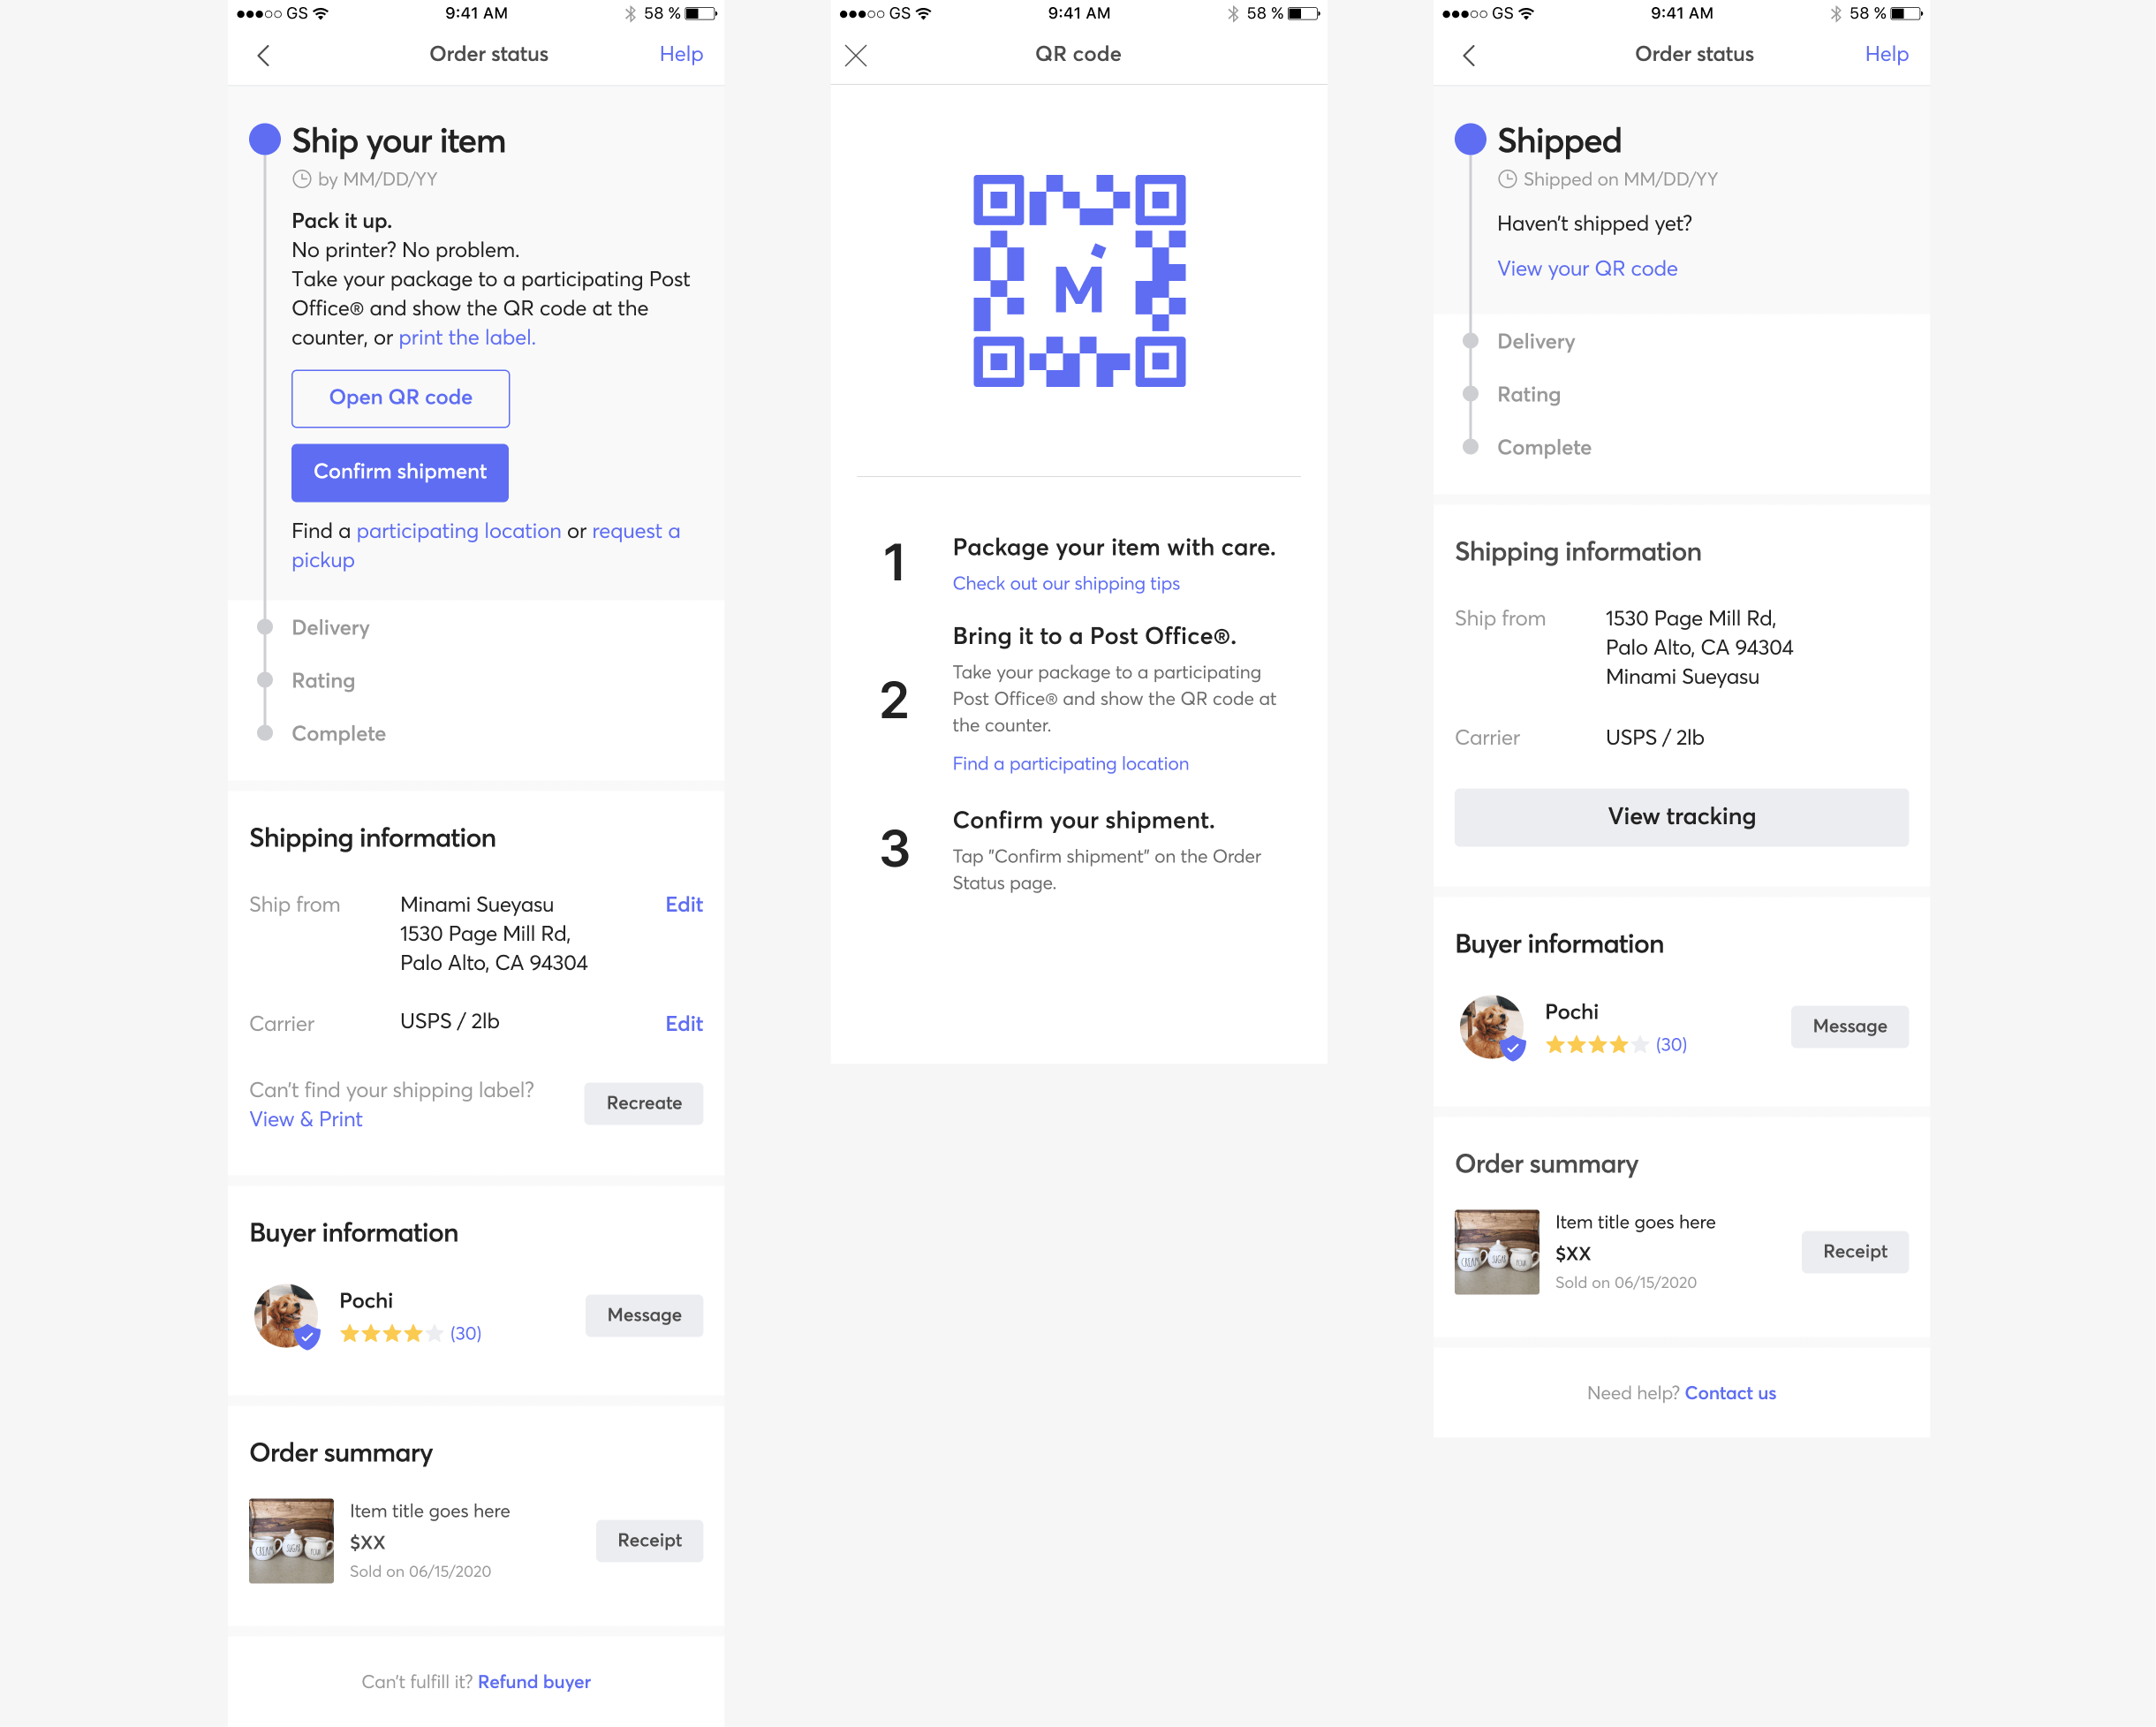 GS 9:41 AM 58 %
Order status Help
Ship your item
by MM/DD/YY
Pack it up.
No printer? No problem.
Take your package to a participating Post
Office® and show the QR code at the
counter, or print the label.
Open QR code
Confirm shipment
Find a participating location or request a
pickup
Delivery
Rating
Complete
Shipping information
Ship from Minami Sueyasu Edit
1530 Page Mill Rd,
Palo Alto, CA 94304
Carrier USPS / 2lb Edit
Can't find your shipping label?
View & Print
Recreate
Buyer information
Pochi
(30)
Message
Order summary
CREAM SUGAR
Item title goes here
$XX
Sold on 06/15/2020
Receipt
Can't fulfill it? Refund buyer
GS 9:41 AM 58 %
QR code
M
1
Package your item with care.
Check out our shipping tips
2
Bring it to a Post Office®.
Take your package to a participating
Post Office® and show the QR code at
the counter.
Find a participating location
3
Confirm your shipment.
Tap "Confirm shipment" on the Order
Status page.
GS 9:41 AM 58 %
Order status Help
Shipped
Shipped on MM/DD/YY
Haven't shipped yet?
View your QR code
Delivery
Rating
Complete
Shipping information
Ship from 1530 Page Mill Rd,
Palo Alto, CA 94304
Minami Sueyasu
Carrier USPS / 2lb
View tracking
Buyer information
Pochi
(30)
Message
Order summary
CREAM SUGAR
Item title goes here
$XX
Sold on 06/15/2020
Receipt
Need help? Contact us